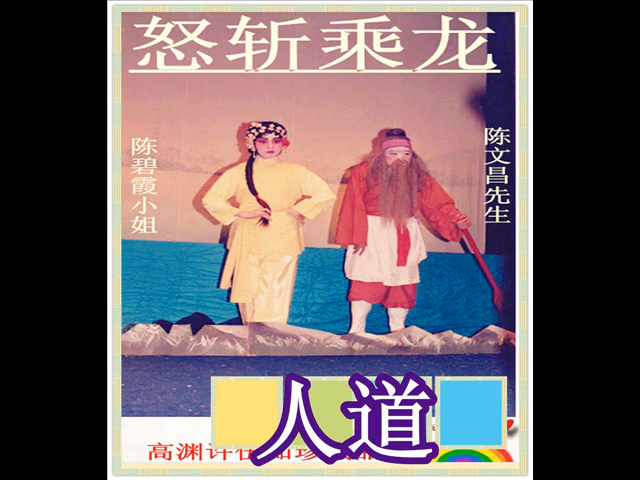 怒斩乘龙
陈碧霞小姐
陈文昌先生
人道
高渊